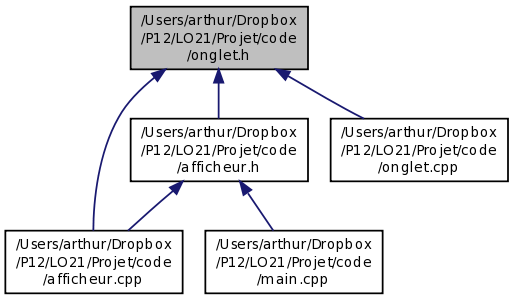 /Users/arthur/Dropbox
/P12/LO21/Projet/code
/onglet.h
/Users/arthur/Dropbox
/P12/LO21/Projet/code
/afficheur.h
/Users/arthur/Dropbox
/P12/LO21/Projet/code
/onglet.cpp
/Users/arthur/Dropbox
/P12/LO21/Projet/code
/afficheur.cpp
/Users/arthur/Dropbox
/P12/LO21/Projet/code
/main.cpp